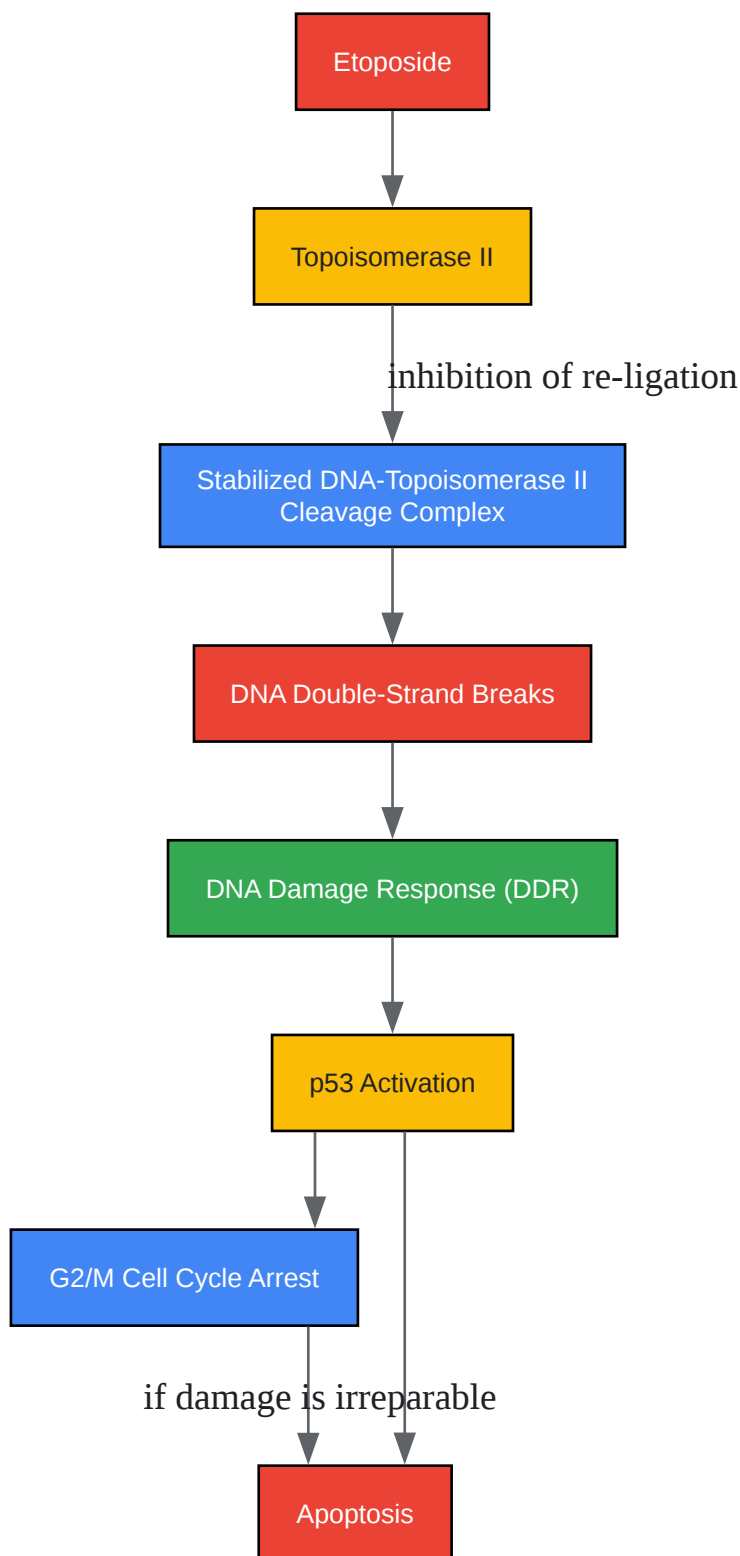 Etoposide
Topoisomerase II
inhibition of re-ligation
Stabilized DNA-Topoisomerase II
Cleavage Complex
DNA Double-Strand Breaks
DNA Damage Response (DDR)
p53 Activation
G2/M Cell Cycle Arrest
if damage is irreparable
Apoptosis